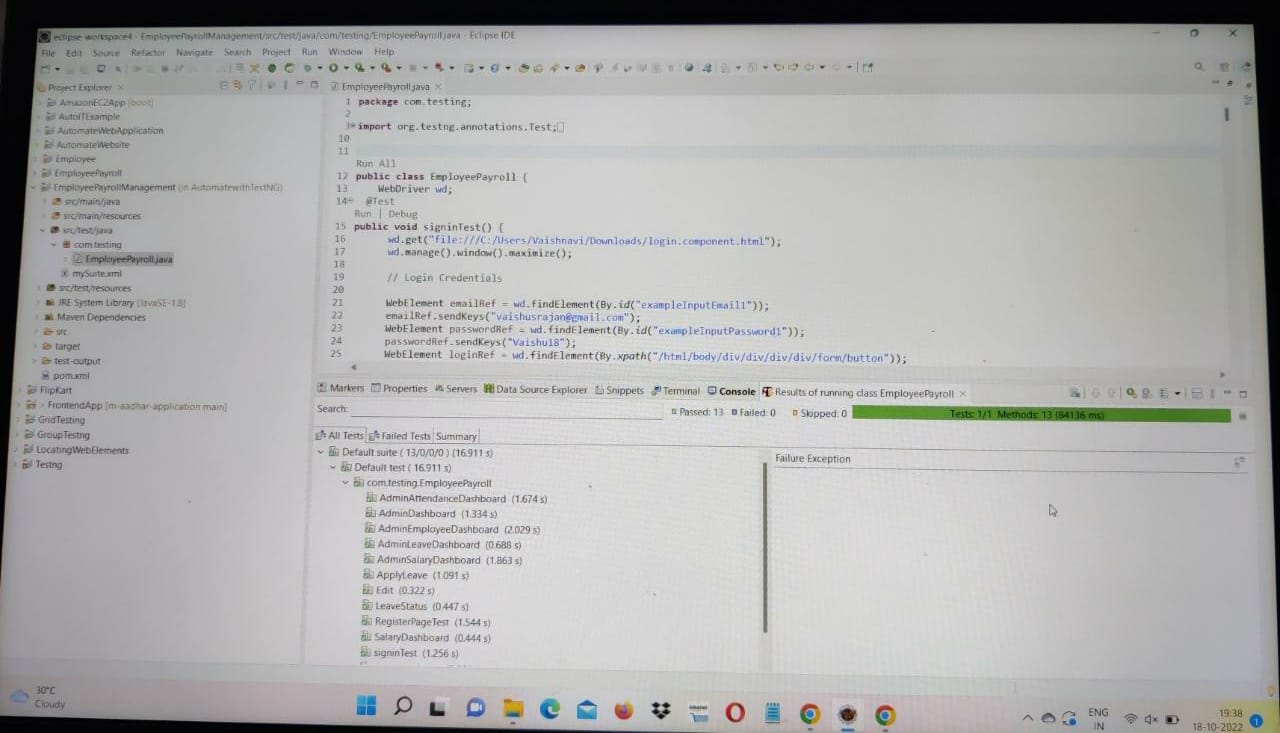 eclipse-workspace4 - EmployeePayrollManagement/src/test/java/com/testing/EmployeePayroll.java - Eclipse IDE
File Edit Source Refactor Navigate Search Project Run Window Help
Project Explorer
AmazonEC2App [boot]
AutoITExample
AutomateWebApplication
AutomateWebsite
Employee
EmployeePayroll
EmployeePayrollManagement (in AutomatewithTestNG)
src/main/java
src/main/resources
src/test/java
com.testing
EmployeePayroll.java
mySuite.xml
src/test/resources
JRE System Library [JavaSE-1.8]
Maven Dependencies
src
target
test-output
pom.xml
FlipKart
FrontendApp [m-aadhar-application main]
GridTesting
GroupTestng
LocatingWebElements
Testng
EmployeePayroll.java
1 package com.testing;
2
3 import org.testng.annotations.Test;
10
11
Run All
12 public class EmployeePayroll {
13 WebDriver wd;
14 @Test
Run | Debug
15 public void signinTest() {
16 wd.get("file:///C:/Users/Vaishnavi/Downloads/login.component.html");
17 wd.manage().window().maximize();
18
19 // Login Credentials
20
21 WebElement emailRef = wd.findElement(By.id("exampleInputEmail1"));
22 emailRef.sendKeys("vaishusrajan@gmail.com");
23 WebElement passwordRef = wd.findElement(By.id("exampleInputPassword1"));
24 passwordRef.sendKeys("Vaishu18");
25 WebElement loginRef = wd.findElement(By.xpath("/html/body/div/div/div/div/form/button"));
Markers Properties Servers Data Source Explorer Snippets Terminal Console Results of running class EmployeePayroll
Search: Passed: 13 Failed: 0 Skipped: 0 Tests: 1/1 Methods: 13 (84136 ms)
All Tests Failed Tests Summary
Default suite ( 13/0/0/0 ) (16.911 s)
Default test ( 16.911 s)
com.testing.EmployeePayroll
AdminAttendanceDashboard (1.674 s)
AdminDashboard (1.334 s)
AdminEmployeeDashboard (2.029 s)
AdminLeaveDashboard (0.688 s)
AdminSalaryDashboard (1.863 s)
ApplyLeave (1.091 s)
Edit (0.322 s)
LeaveStatus (0.447 s)
RegisterPageTest (1.544 s)
SalaryDashboard (0.444 s)
signinTest (1.256 s)
Failure Exception
30°C
Cloudy
ENG
IN
19:38
18-10-2022
1